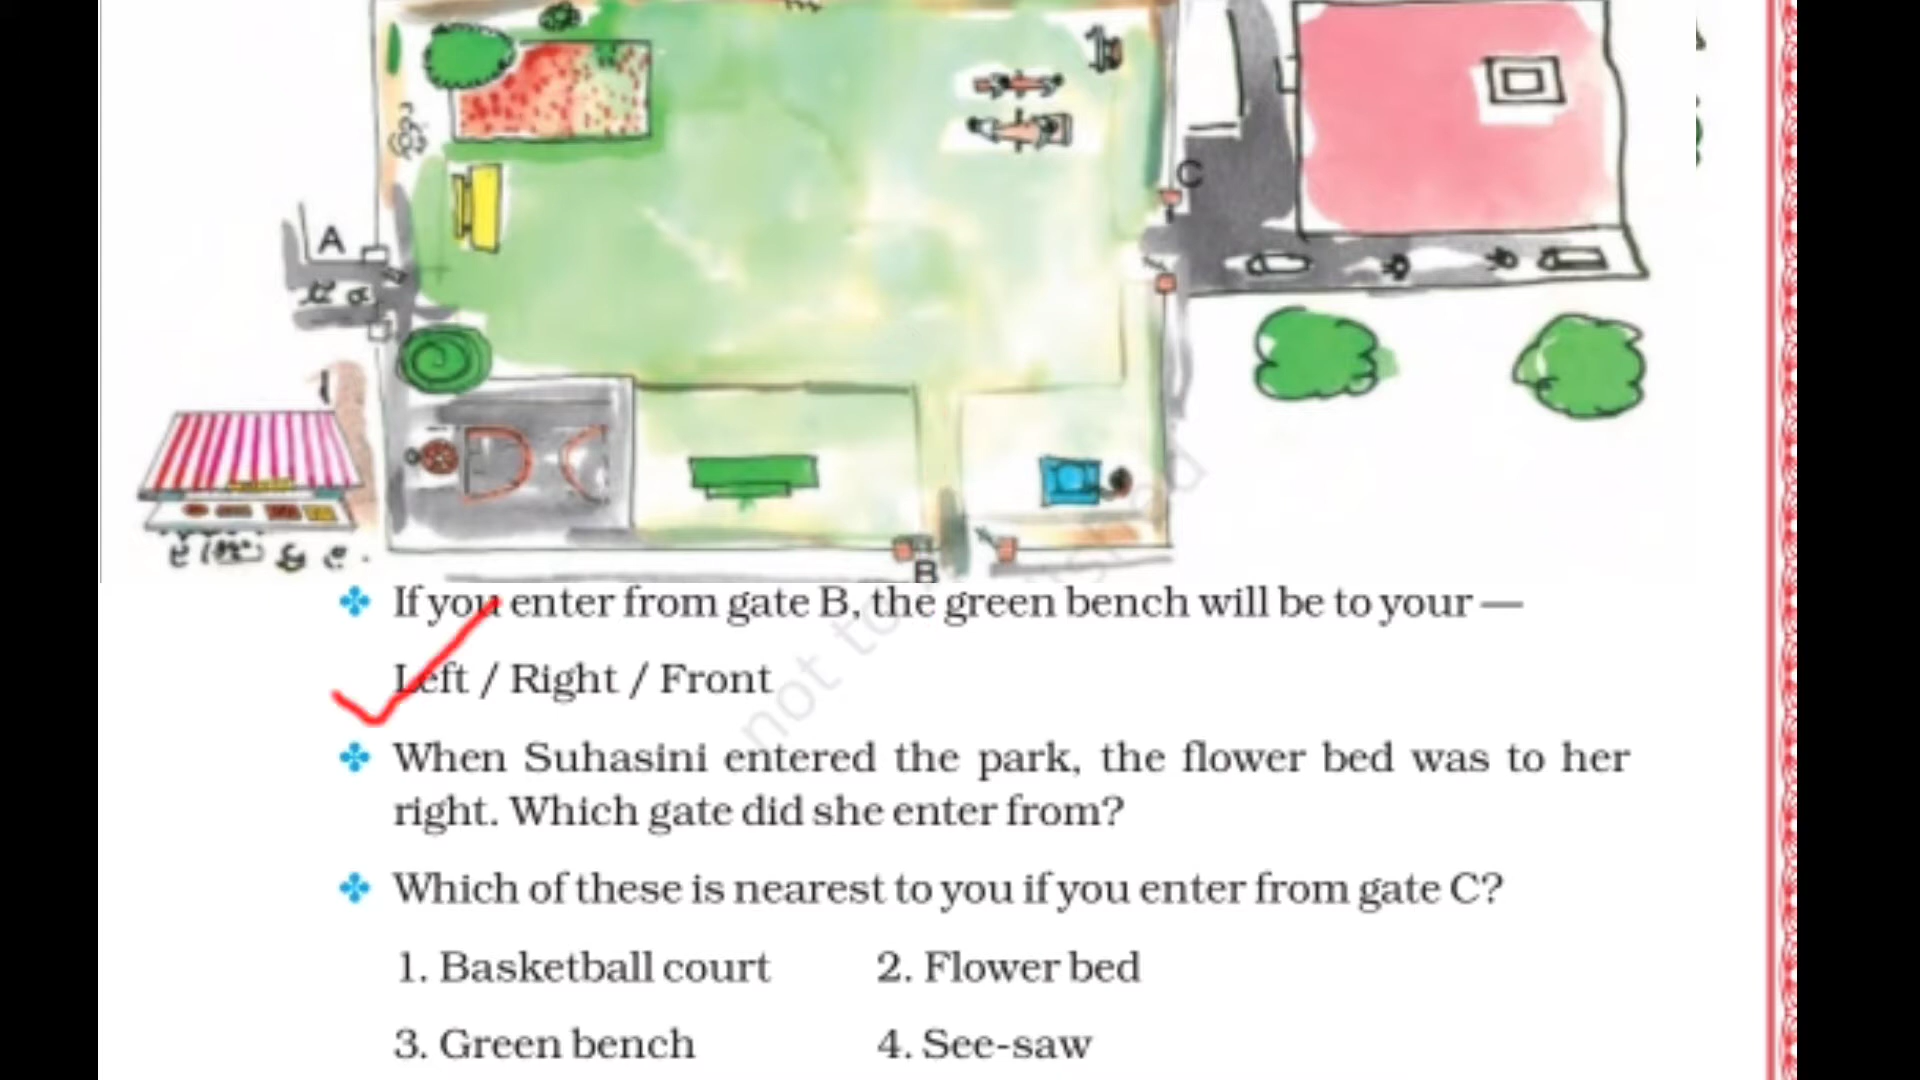 C
A
B
If you enter from gate B, the green bench will be to your —
Left / Right / Front
When Suhasini entered the park, the flower bed was to her
right. Which gate did she enter from?
Which of these is nearest to you if you enter from gate C?
1. Basketball court 2. Flower bed
3. Green bench 4. See-saw
not to